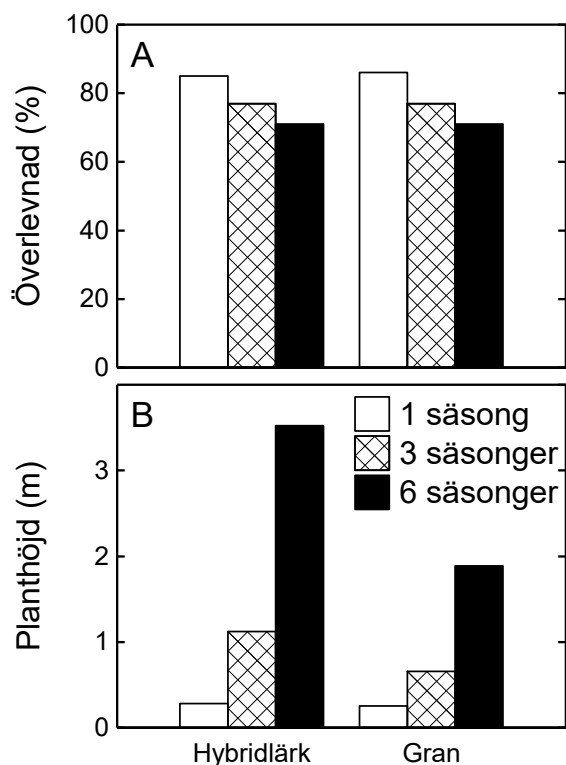 A
Överlevnad (%)
100
80
60
40
20
0
B
Planthöjd (m)
3
2
1
0
1 säsong
3 säsonger
6 säsonger
Hybridlärk Gran